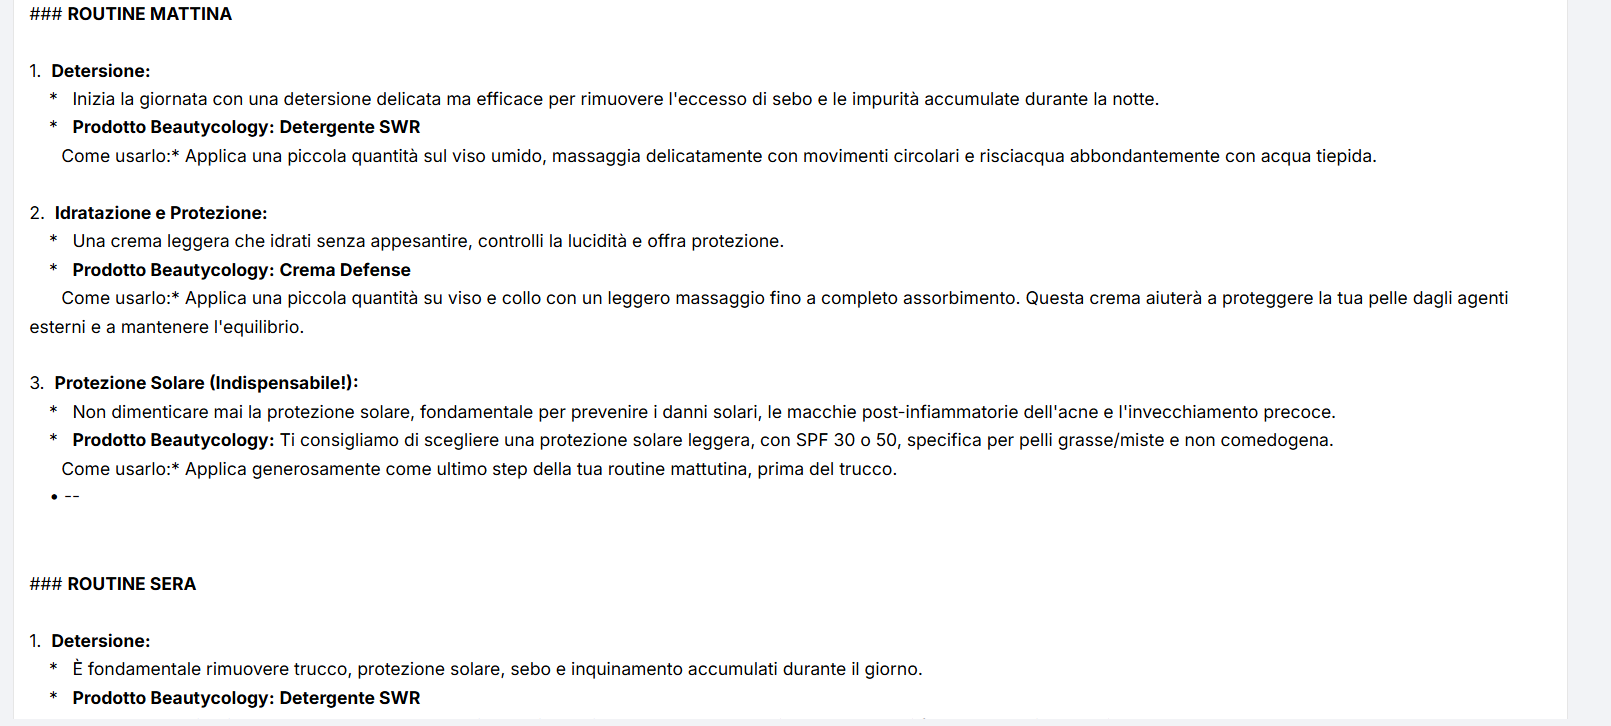 ### ROUTINE MATTINA
1. Detersione:
* Inizia la giornata con una detersione delicata ma efficace per rimuovere l'eccesso di sebo e le impurità accumulate durante la notte.
* Prodotto Beautycology: Detergente SWR
Come usarlo:* Applica una piccola quantità sul viso umido, massaggia delicatamente con movimenti circolari e risciacqua abbondantemente con acqua tiepida.
2. Idratazione e Protezione:
* Una crema leggera che idrati senza appesantire, controlli la lucidità e offra protezione.
* Prodotto Beautycology: Crema Defense
Come usarlo:* Applica una piccola quantità su viso e collo con un leggero massaggio fino a completo assorbimento. Questa crema aiuterà a proteggere la tua pelle dagli agenti
esterni e a mantenere l'equilibrio.
3. Protezione Solare (Indispensabile!):
* Non dimenticare mai la protezione solare, fondamentale per prevenire i danni solari, le macchie post-infiammatorie dell'acne e l'invecchiamento precoce.
* Prodotto Beautycology: Ti consigliamo di scegliere una protezione solare leggera, con SPF 30 o 50, specifica per pelli grasse/miste e non comedogena.
Come usarlo:* Applica generosamente come ultimo step della tua routine mattutina, prima del trucco.
• --
### ROUTINE SERA
1. Detersione:
* È fondamentale rimuovere trucco, protezione solare, sebo e inquinamento accumulati durante il giorno.
* Prodotto Beautycology: Detergente SWR